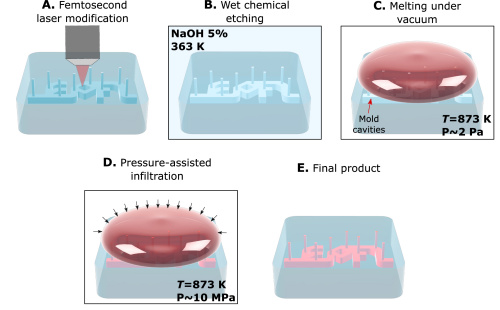 A. Femtosecond
laser modification
B. Wet chemical
etching
NaOH 5%
363 K
C. Melting under
vacuum
Mold
cavities
T=873 K
P~2 Pa
D. Pressure-assisted
infiltration
T=873 K
P~10 MPa
E. Final product